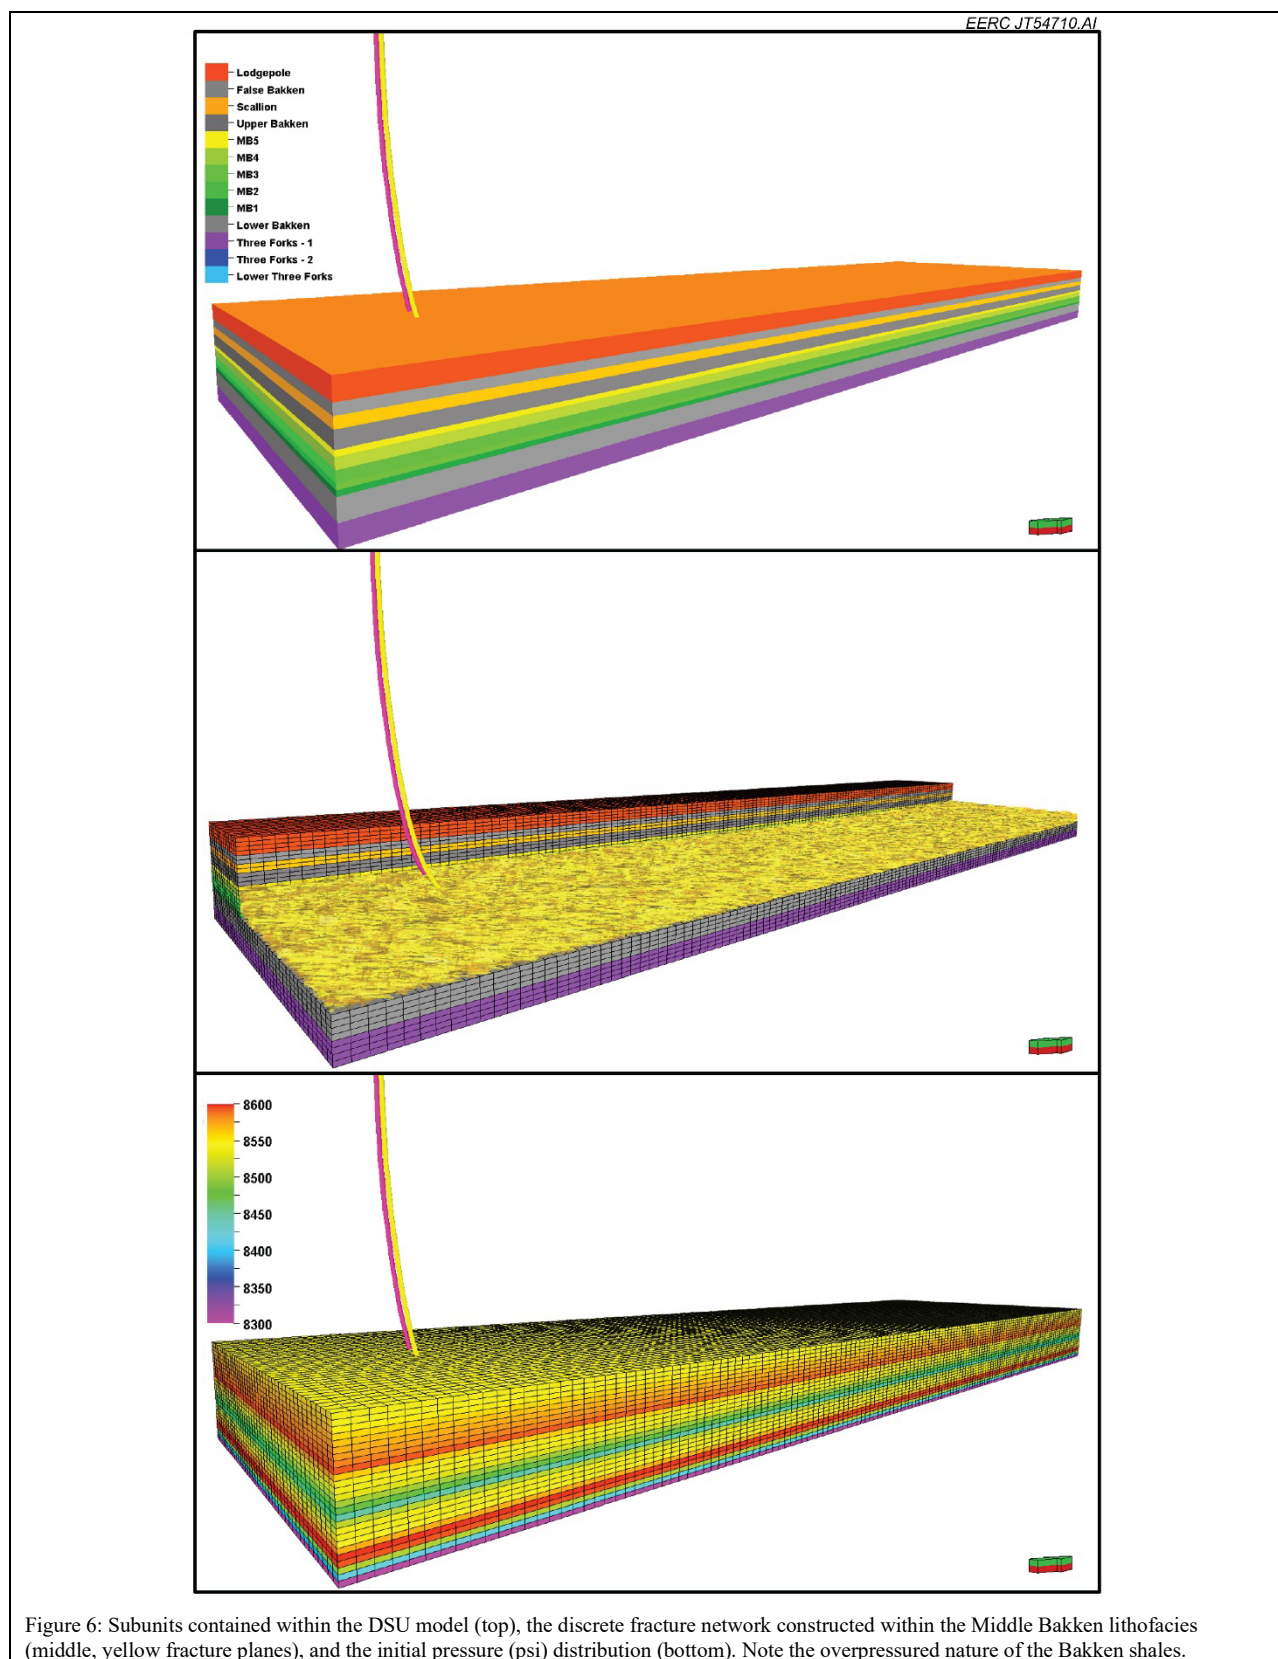 EERC JT54710.AI
Lodgepole
False Bakken
Scallion
Upper Bakken
MB5
MB4
MB3
MB2
MB1
Lower Bakken
Three Forks - 1
Three Forks - 2
Lower Three Forks
8600
8550
8500
8450
8400
8350
8300
Figure 6: Subunits contained within the DSU model (top), the discrete fracture network constructed within the Middle Bakken lithofacies
(middle, yellow fracture planes), and the initial pressure (psi) distribution (bottom). Note the overpressured nature of the Bakken shales.